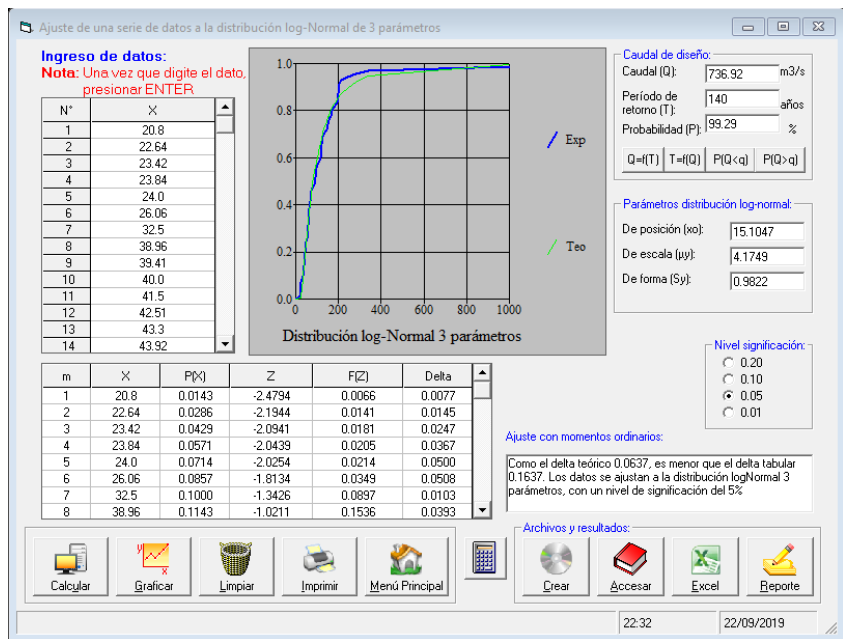 Ajuste de una serie de datos a la distribución log-Normal de 3 parámetros
Ingreso de datos:
Nota: Una vez que digite el dato,
presionar ENTER
N° X
1 20.8
2 22.64
3 23.42
4 23.84
5 24.0
6 26.06
7 32.5
8 38.96
9 39.41
10 40.0
11 41.5
12 42.51
13 43.3
14 43.92
1.0
0.8
0.6
0.4
0.2
0.0
0 200 400 600 800 1000
Exp
Teo
Distribución log-Normal 3 parámetros
Caudal de diseño:
Caudal (Q): 736.92 m3/s
Período de
retorno (T): 140 años
Probabilidad (P): 99.29 %
Q=f(T) T=f(Q) P(Q<q) P(Q>q)
Parámetros distribución log-normal:
De posición (xo): 15.1047
De escala (µy): 4.1749
De forma (Sy): 0.9822
Nivel significación:
0.20
0.10
0.05
0.01
m X P(X) Z F(Z) Delta
1 20.8 0.0143 -2.4794 0.0066 0.0077
2 22.64 0.0286 -2.1944 0.0141 0.0145
3 23.42 0.0429 -2.0941 0.0181 0.0247
4 23.84 0.0571 -2.0439 0.0205 0.0367
5 24.0 0.0714 -2.0254 0.0214 0.0500
6 26.06 0.0857 -1.8134 0.0349 0.0508
7 32.5 0.1000 -1.3426 0.0897 0.0103
8 38.96 0.1143 -1.0211 0.1536 0.0393
Ajuste con momentos ordinarios:
Como el delta teórico 0.0637, es menor que el delta tabular
0.1637. Los datos se ajustan a la distribución logNormal 3
parámetros, con un nivel de significación del 5%
Calcular
Graficar
Limpiar
Imprimir
Menú Principal
Archivos y resultados:
Crear
Accesar
Excel
Reporte
22:32 22/09/2019